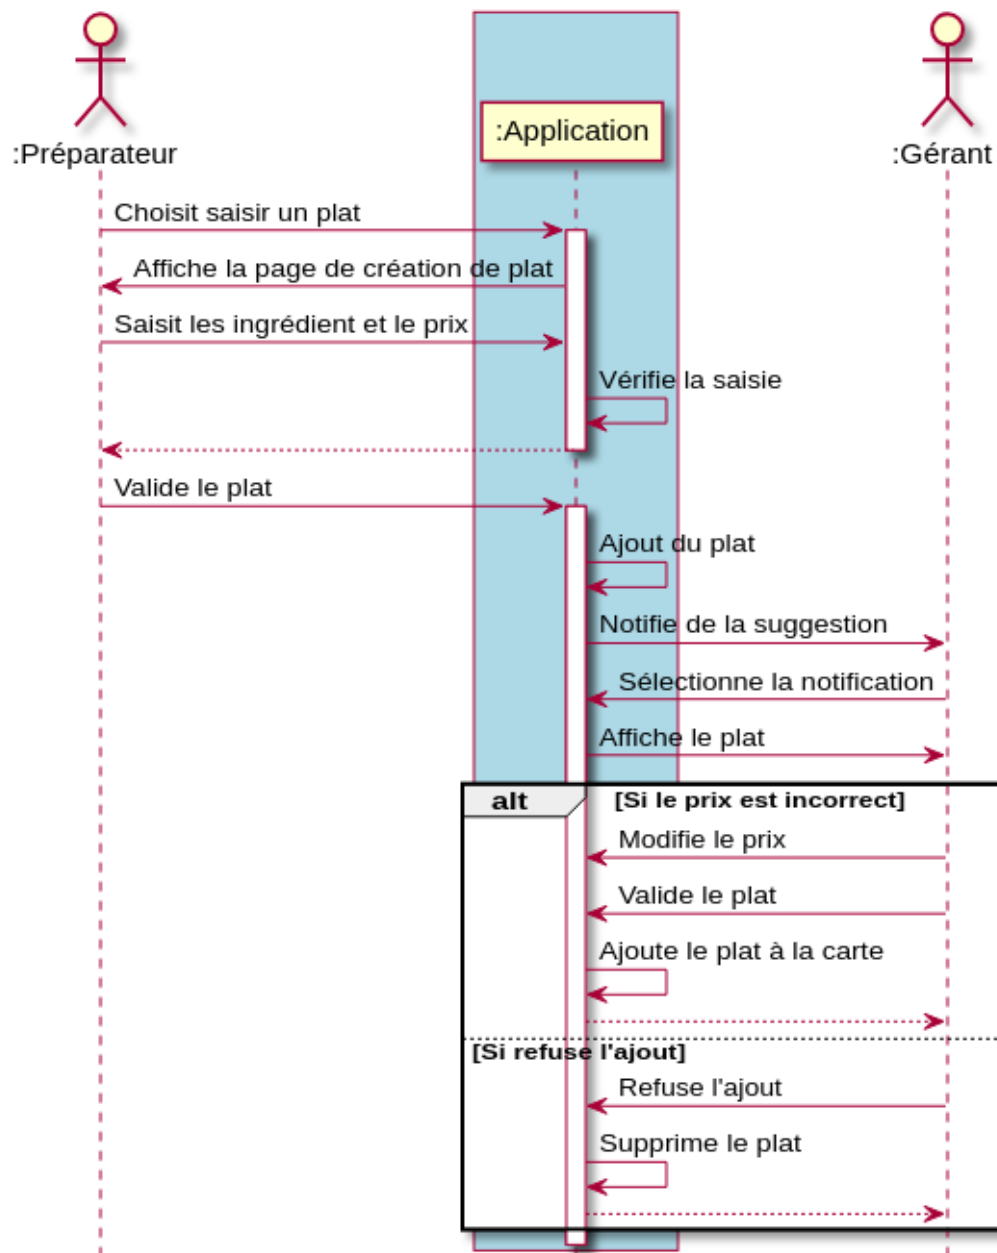 :Préparateur
:Application
:Gérant
Choisit saisir un plat
Affiche la page de création de plat
Saisit les ingrédient et le prix
Vérifie la saisie
Valide le plat
Ajout du plat
Notifie de la suggestion
Sélectionne la notification
Affiche le plat
alt
[Si le prix est incorrect]
Modifie le prix
Valide le plat
Ajoute le plat à la carte
[Si refuse l'ajout]
Refuse l'ajout
Supprime le plat